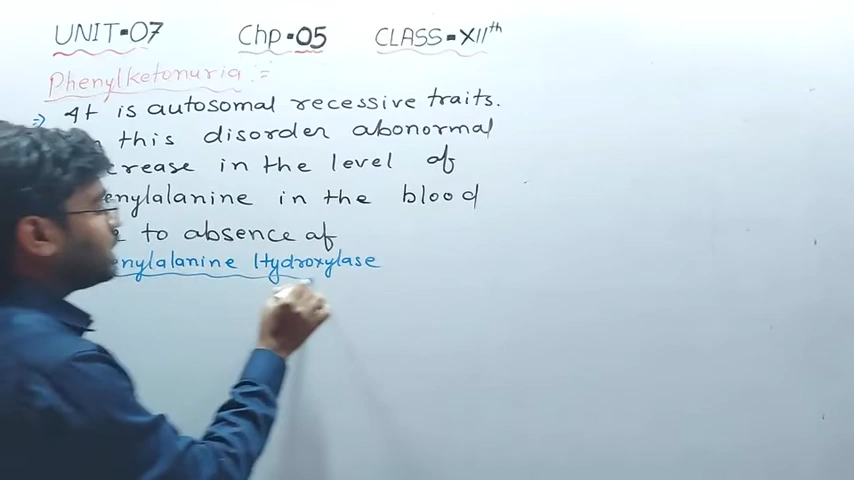 UNIT-07 Chp-05 CLASS-XIIth
Phenylketonuria :-
⇒ It is autosomal recessive traits.
this disorder abonormal
crease in the level of
enylalanine in the blood
to absence of
enylalanine Hydroxylase